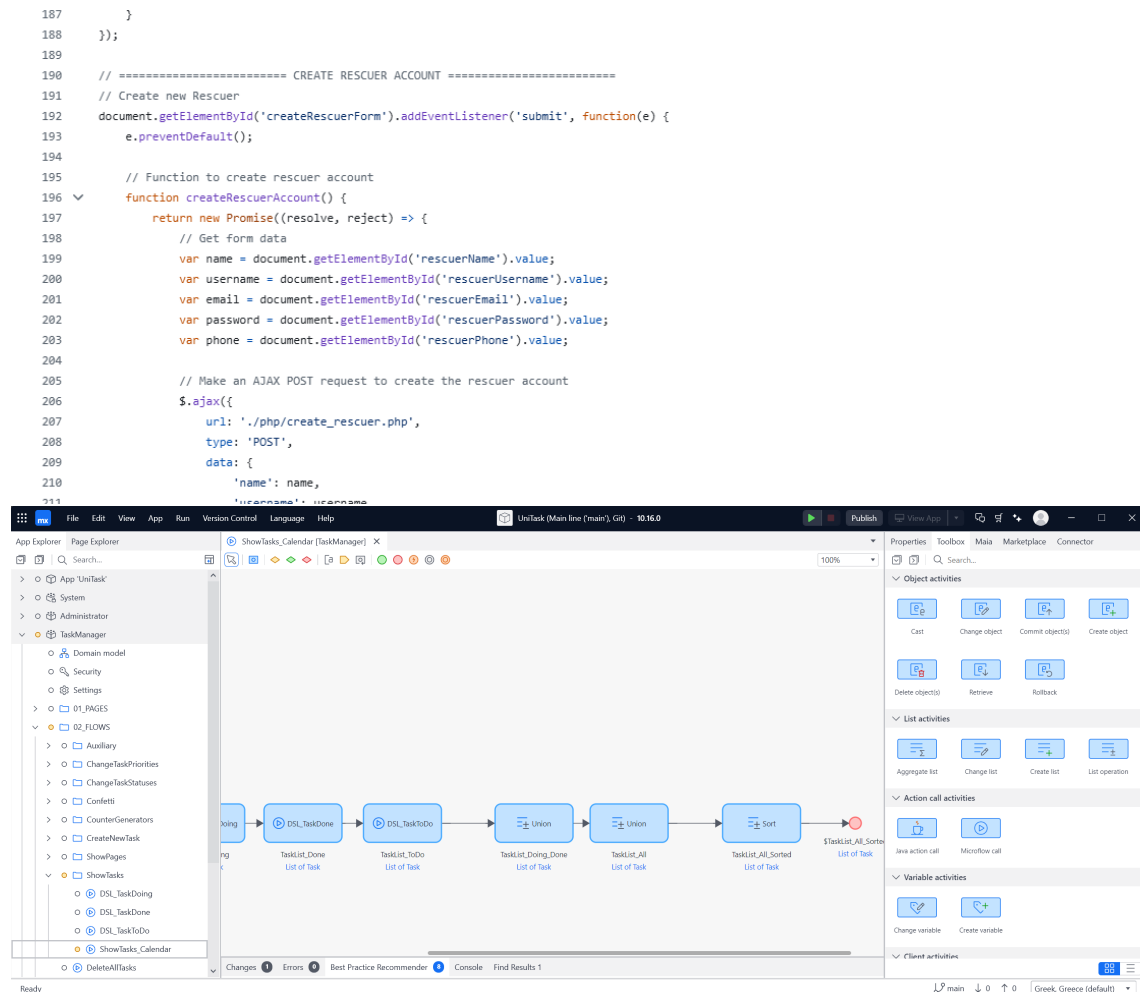 187 }
188 });
189
190 // ========================= CREATE RESCUER ACCOUNT =========================
191 // Create new Rescuer
192 document.getElementById('createRescuerForm').addEventListener('submit', function(e) {
193 e.preventDefault();
194
195 // Function to create rescuer account
196 function createRescuerAccount() {
197 return new Promise((resolve, reject) => {
198 // Get form data
199 var name = document.getElementById('rescuerName').value;
200 var username = document.getElementById('rescuerUsername').value;
201 var email = document.getElementById('rescuerEmail').value;
202 var password = document.getElementById('rescuerPassword').value;
203 var phone = document.getElementById('rescuerPhone').value;
204
205 // Make an AJAX POST request to create the rescuer account
206 $.ajax({
207 url: './php/create_rescuer.php',
208 type: 'POST',
209 data: {
210 'name': name,
211 'username': username
mx File Edit View App Run Version Control Language Help UniTask (Main line ('main'), Git) - 10.16.0 Publish View App
App Explorer Page Explorer ShowTasks_Calendar [TaskManager] Properties Toolbox Maia Marketplace Connector
Search... 100% Search...
App 'UniTask'
System
Administrator
TaskManager
Domain model
Security
Settings
01_PAGES
02_FLOWS
Auxiliary
ChangeTaskPriorities
ChangeTaskStatuses
Confetti
CounterGenerators
CreateNewTask
ShowPages
ShowTasks
DSL_TaskDoing
DSL_TaskDone
DSL_TaskToDo
ShowTasks_Calendar
DeleteAllTasks
DSL_TaskDone DSL_TaskToDo Union Union Sort
TaskList_Done TaskList_ToDo TaskList_Doing_Done TaskList_All TaskList_All_Sorted $TaskList_All_Sorte
List of Task List of Task List of Task List of Task List of Task List of Task
Object activities
Cast Change object Commit object(s) Create object
Delete object(s) Retrieve Rollback
List activities
Aggregate list Change list Create list List operation
Action call activities
Java action call Microflow call
Variable activities
Change variable Create variable
Client activities
Changes 1 Errors 0 Best Practice Recommender 8 Console Find Results 1
Ready main 0 0 Greek, Greece (default)